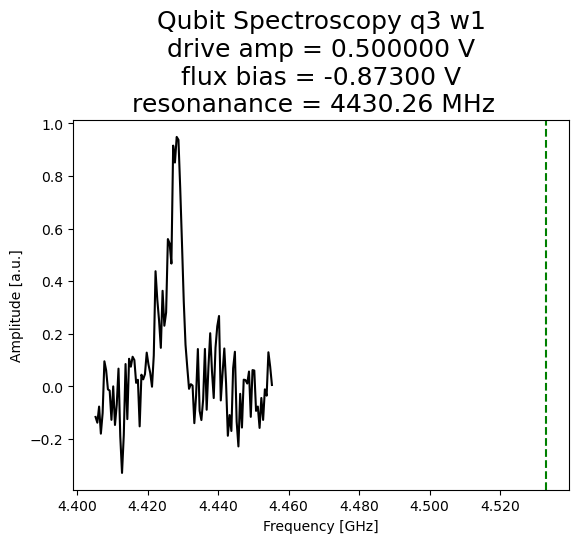 Qubit Spectroscopy q3 w1
drive amp = 0.500000 V
flux bias = -0.87300 V
resonanance = 4430.26 MHz
1.0
0.8
0.6
0.4
0.2
0.0
−0.2
Amplitude [a.u.]
4.400 4.420 4.440 4.460 4.480 4.500 4.520
Frequency [GHz]